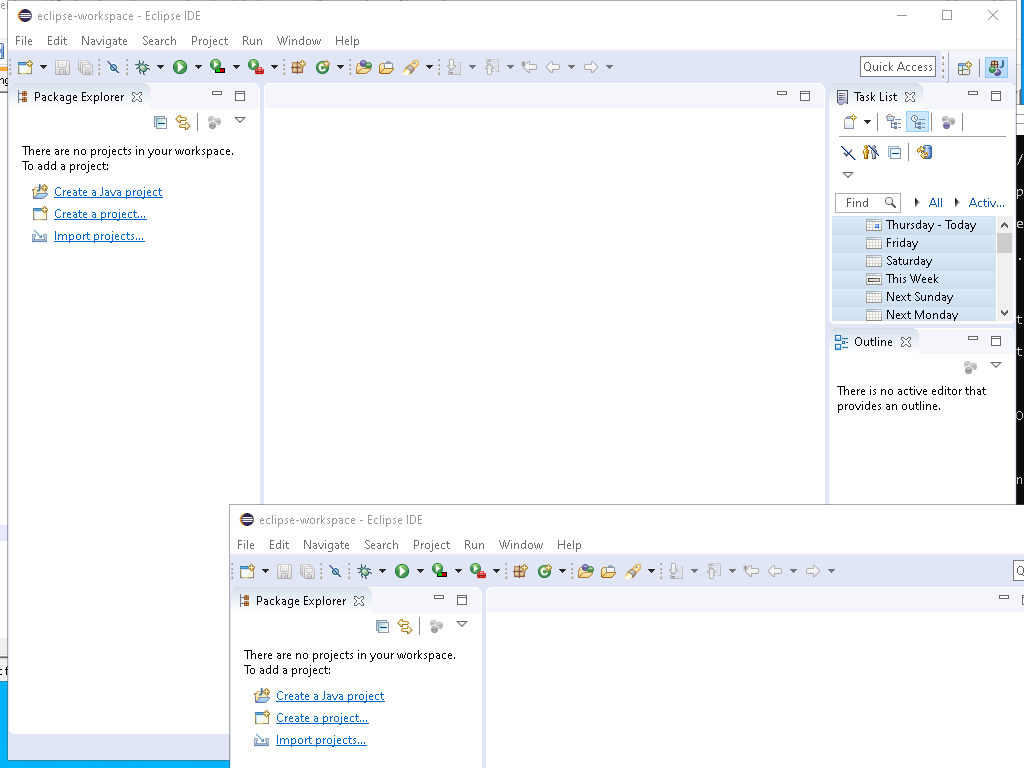 eclipse-workspace - Eclipse IDE
File Edit Navigate Search Project Run Window Help
Quick Access
Package Explorer
There are no projects in your workspace.
To add a project:
Create a Java project
Create a project...
Import projects...
Task List
Find All Activ...
Thursday - Today
Friday
Saturday
This Week
Next Sunday
Next Monday
Outline
There is no active editor that
provides an outline.
eclipse-workspace - Eclipse IDE
File Edit Navigate Search Project Run Window Help
Package Explorer
There are no projects in your workspace.
To add a project:
Create a Java project
Create a project...
Import projects...